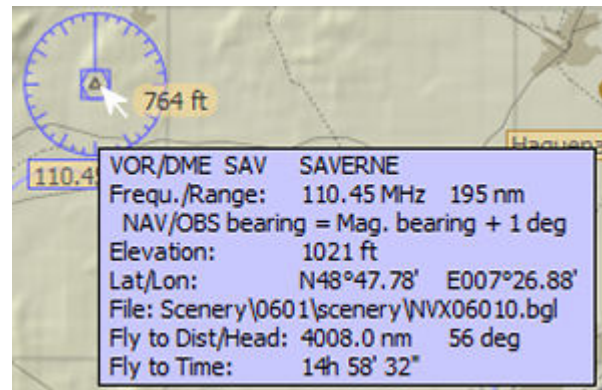 764 ft
Haguen
110.45
VOR/DME SAV SAVERNE
Frequ./Range: 110.45 MHz 195 nm
NAV/OBS bearing = Mag. bearing + 1 deg
Elevation: 1021 ft
Lat/Lon: N48°47.78' E007°26.88'
File: Scenery\0601\scenery\NVX06010.bgl
Fly to Dist/Head: 4008.0 nm 56 deg
Fly to Time: 14h 58' 32"